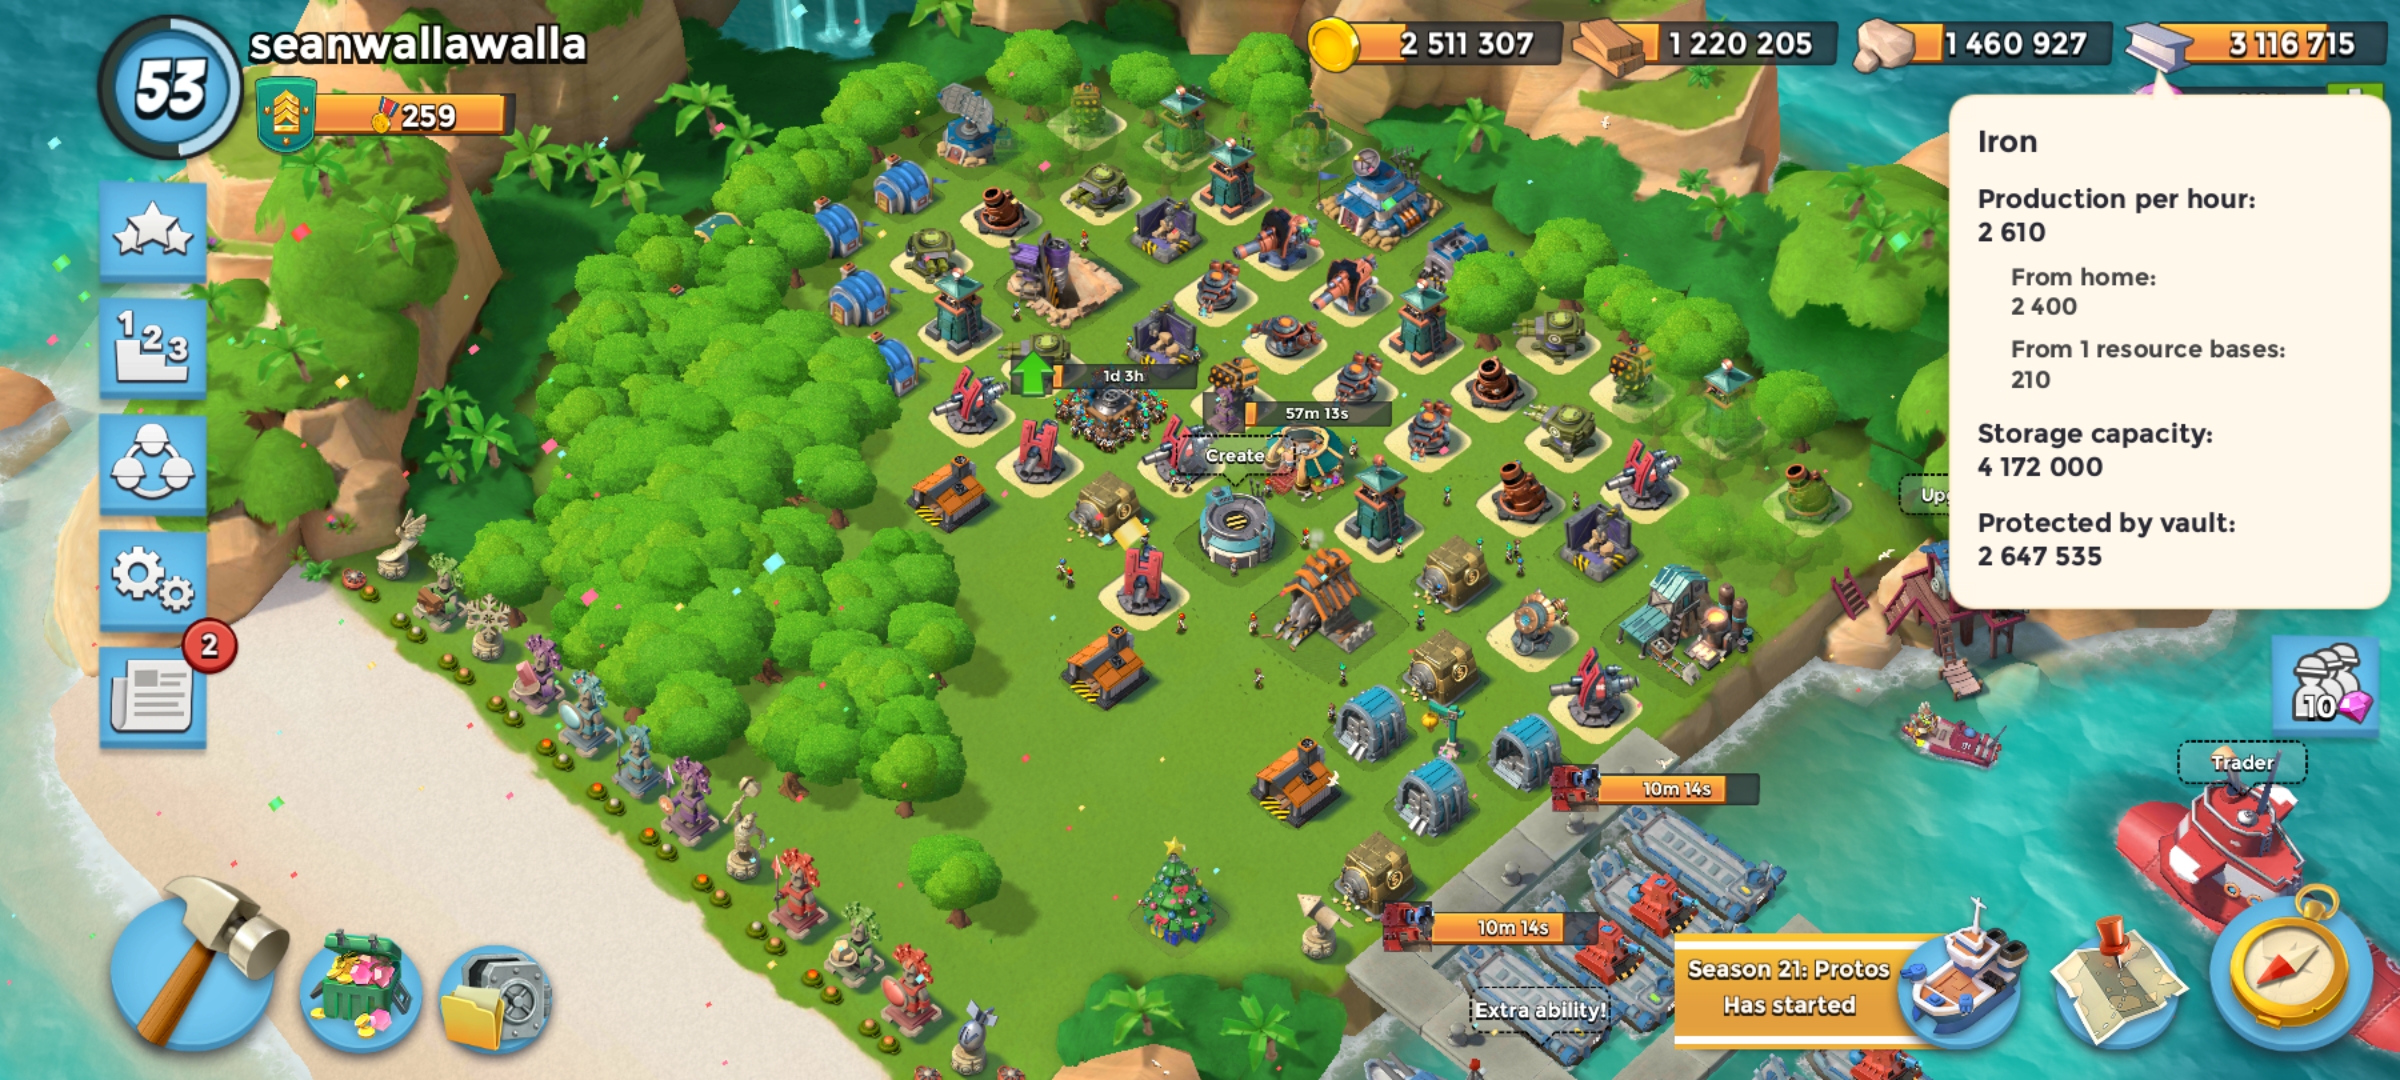 53
seanwallawalla
259
2 511 307
1 220 205
1 460 927
3 116 715
Iron
Production per hour:
2 610
From home:
2 400
From 1 resource bases:
210
Storage capacity:
4 172 000
Protected by vault:
2 647 535
1 2 3
1d 3h
57m 13s
Create
2
10
Trader
10m 14s
10m 14s
Extra ability!
Season 21: Protos
Has started